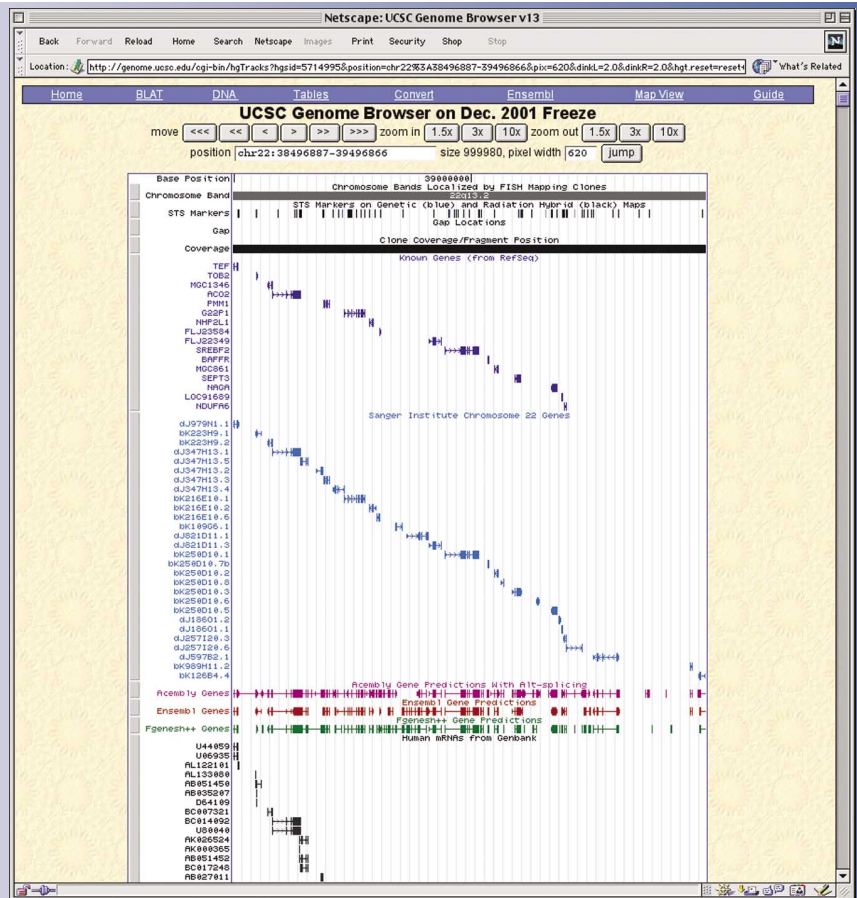 Netscape: UCSC Genome Browser v13
Back Forward Reload Home Search Netscape Images Print Security Shop Stop
Location: http://genome.ucsc.edu/cgi-bin/hgTracks?hgsid=5714995&position=chr22%3A38496887-39496866&pix=620&dinkL=2.0&dinkR=2.0&hgt.reset=reset& What's Related
Home BLAT DNA Tables Convert Ensembl Map View Guide
UCSC Genome Browser on Dec. 2001 Freeze
move <<< << < > >> >>> zoom in 1.5x 3x 10x zoom out 1.5x 3x 10x
position chr22:38496887-39496866 size 999980, pixel width 620 jump
Base Position 39000000
Chromosome Bands Localized by FISH Mapping Clones
Chromosome Band 22q13.2
STS Markers on Genetic (blue) and Radiation Hybrid (black) Maps
STS Markers
Gap Locations
Gap
Clone Coverage/Fragment Position
Coverage
Known Genes (from RefSeq)
TEF
TOB2
MGC1346
ACO2
PMM1
G22P1
NHP2L1
FLJ23584
FLJ22349
SREBF2
BAFFR
MGC861
SEPT3
NAGA
LOC91689
NDUFA6
Sanger Institute Chromosome 22 Genes
dJ979N1.1
bK223H9.1
bK223H9.2
dJ347H13.1
dJ347H13.5
dJ347H13.2
dJ347H13.3
dJ347H13.4
bK216E10.1
bK216E10.2
bK216E10.6
bK109G6.1
dJ821D11.1
dJ821D11.3
bK250D10.1
bK250D10.7b
bK250D10.2
bK250D10.8
bK250D10.3
bK250D10.6
bK250D10.5
dJ18601.2
dJ18601.1
dJ257I20.3
dJ257I20.6
dJ597B2.1
bK989H11.2
bK126B4.4
Acembly Gene Predictions With Alt-splicing
Acembly Genes
Ensembl Gene Predictions
Ensembl Genes
Fgenesh++ Gene Predictions
Fgenesh++ Genes
Human mRNAs from Genbank
U44059
U06935
AL122101
AL133080
AB051450
AB035207
D64109
BC007321
BC014092
U80040
AK026524
AK000365
AB051452
BC017248
AB027011